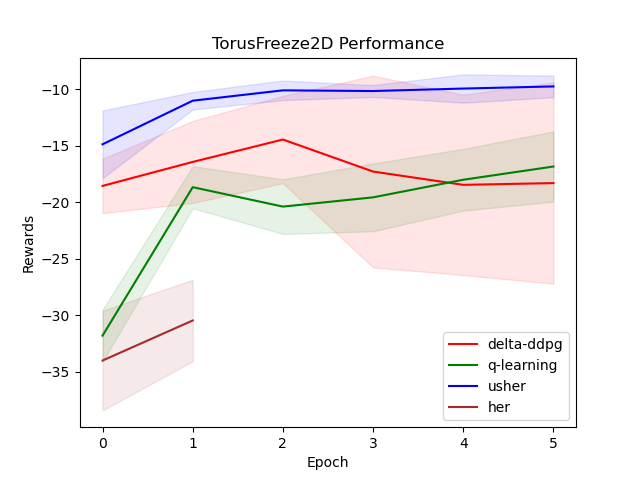 TorusFreeze2D Performance
Rewards
−10
−15
−20
−25
−30
−35
0 1 2 3 4 5
Epoch
delta-ddpg
q-learning
usher
her